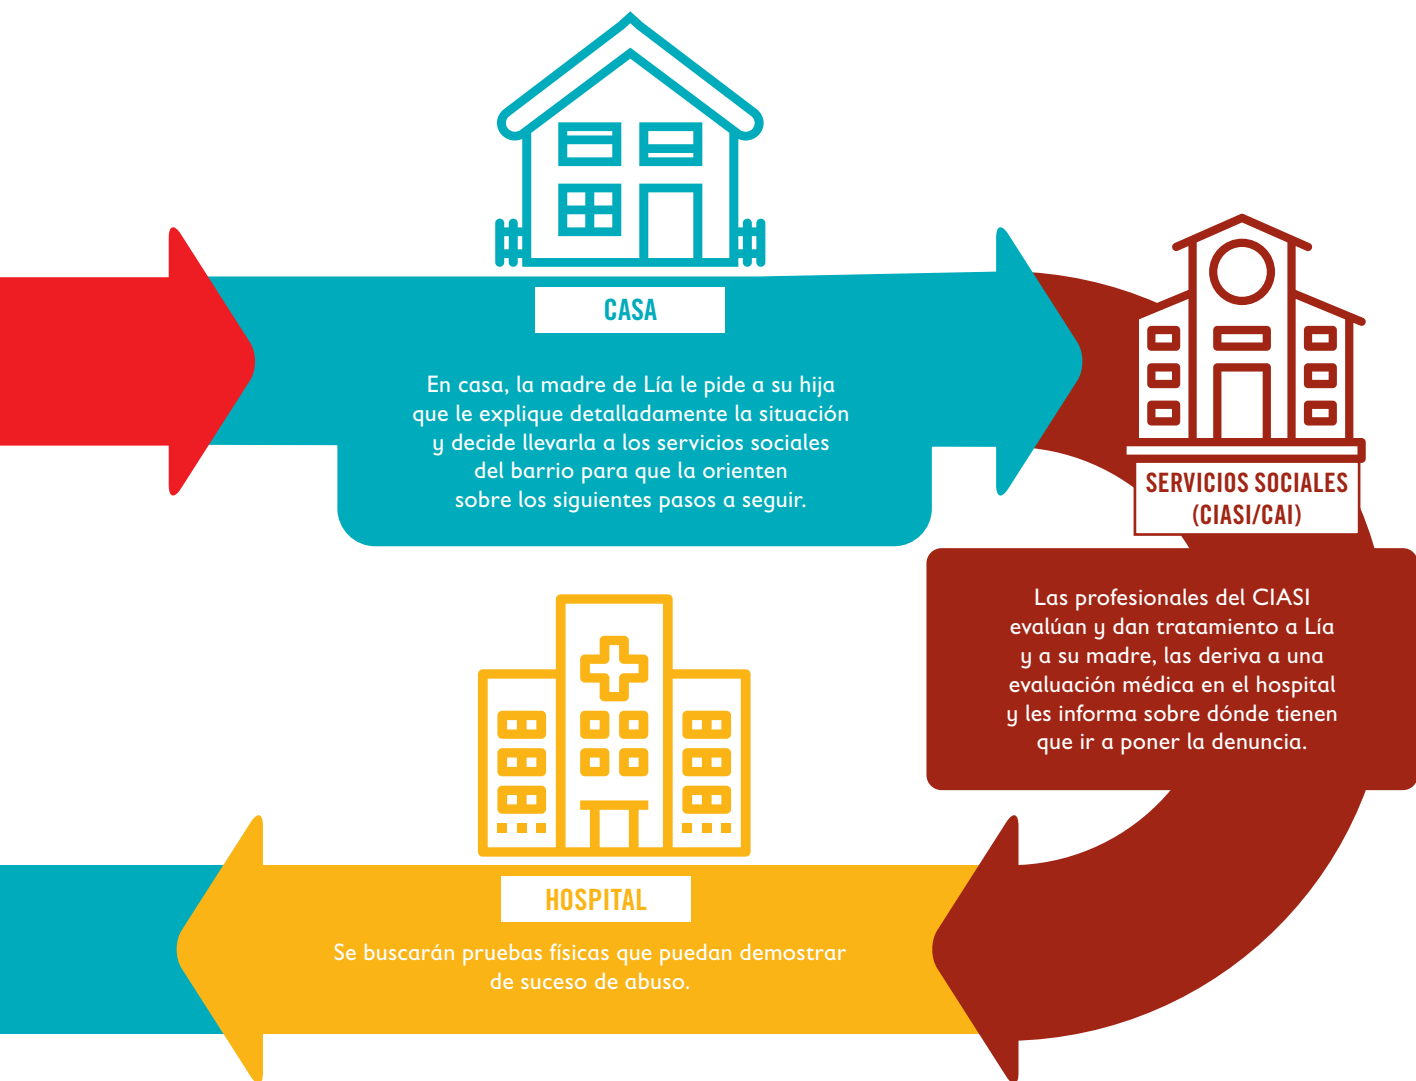 CASA
En casa, la madre de Lía le pide a su hija
que le explique detalladamente la situación
y decide llevarla a los servicios sociales
del barrio para que la orienten
sobre los siguientes pasos a seguir.
SERVICIOS SOCIALES
(CIASI/CAI)
Las profesionales del CIASI
evalúan y dan tratamiento a Lía
y a su madre, las deriva a una
evaluación médica en el hospital
y les informa sobre dónde tienen
que ir a poner la denuncia.
HOSPITAL
Se buscarán pruebas físicas que puedan demostrar
de suceso de abuso.